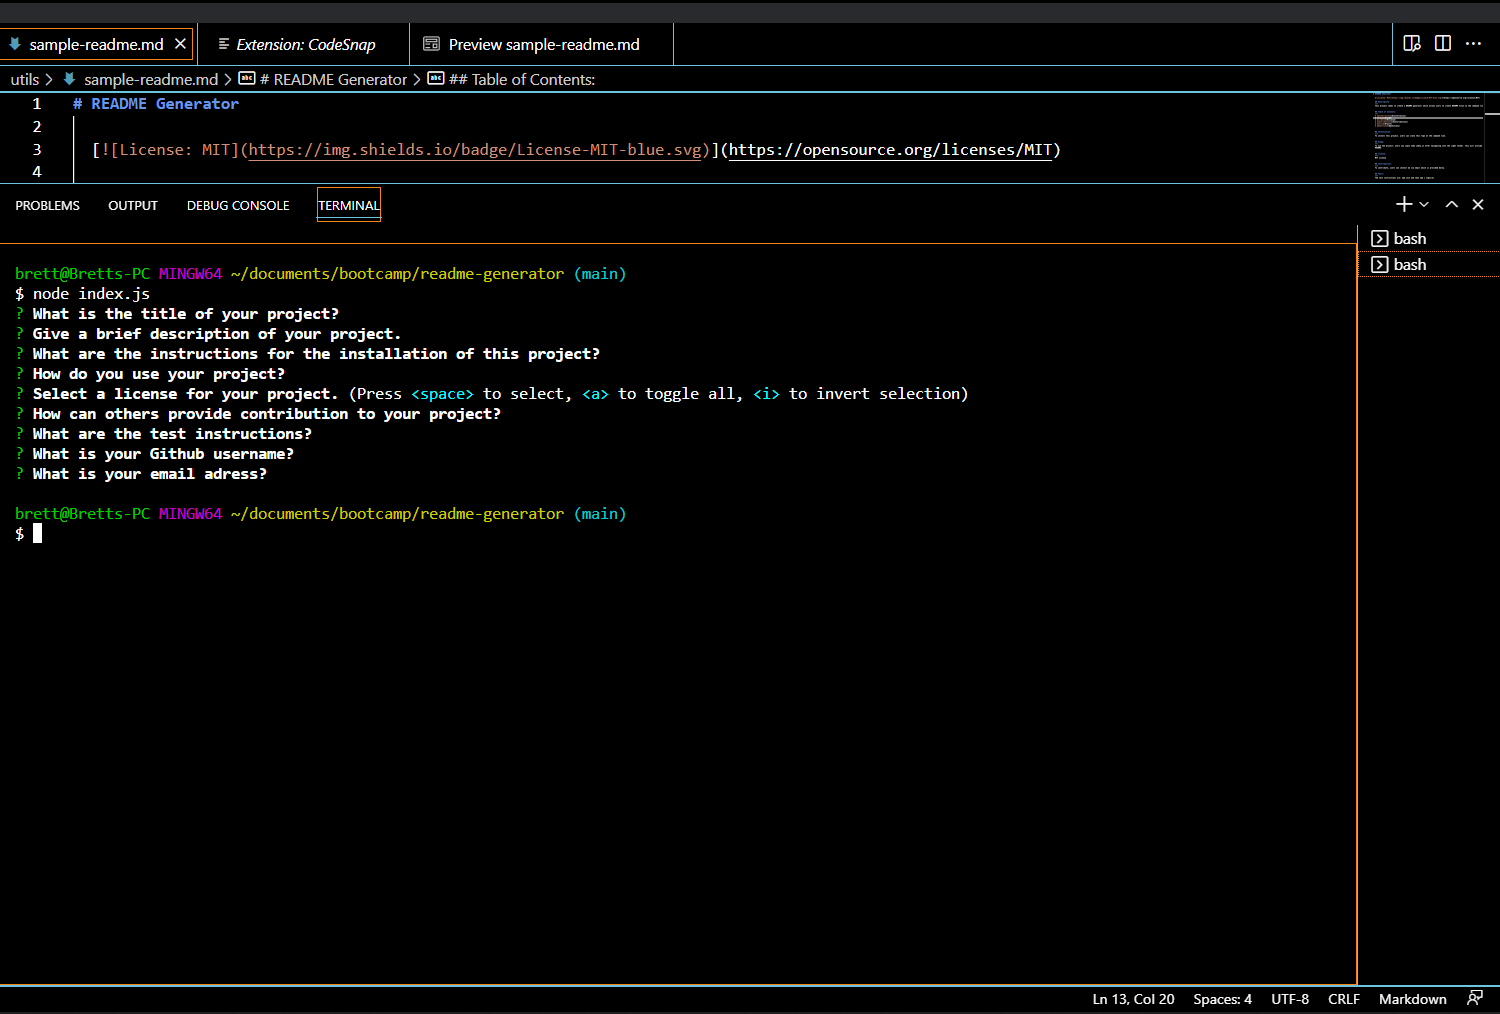 sample-readme.md
Extension: CodeSnap
Preview sample-readme.md
utils > sample-readme.md > # README Generator > ## Table of Contents:
1 # README Generator
2
3 [![License: MIT](https://img.shields.io/badge/License-MIT-blue.svg)](https://opensource.org/licenses/MIT)
4
PROBLEMS OUTPUT DEBUG CONSOLE TERMINAL
bash
bash
brett@Bretts-PC MINGW64 ~/documents/bootcamp/readme-generator (main)
$ node index.js
? What is the title of your project?
? Give a brief description of your project.
? What are the instructions for the installation of this project?
? How do you use your project?
? Select a license for your project. (Press <space> to select, <a> to toggle all, <i> to invert selection)
? How can others provide contribution to your project?
? What are the test instructions?
? What is your Github username?
? What is your email adress?
brett@Bretts-PC MINGW64 ~/documents/bootcamp/readme-generator (main)
$
Ln 13, Col 20 Spaces: 4 UTF-8 CRLF Markdown